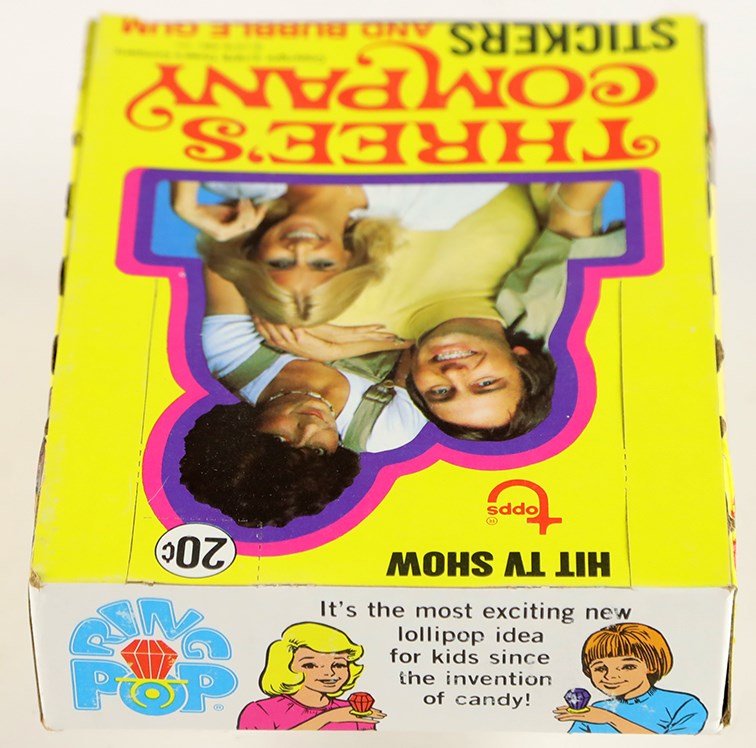 STICKERS AND BUBBLE GUM
THREE'S
COMPANY
20¢
topps®
HIT TV SHOW
RING
POP®
It's the most exciting new
lollipop idea
for kids since
the invention
of candy!